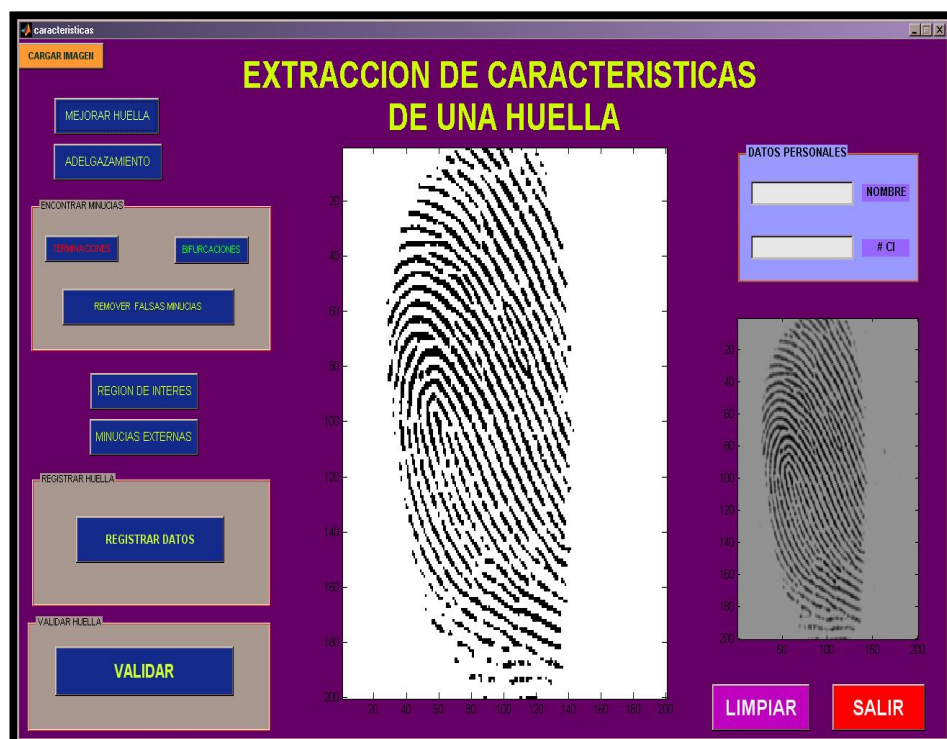 caracteristicas
CARGAR IMAGEN
EXTRACCION DE CARACTERISTICAS
DE UNA HUELLA
MEJORAR HUELLA
ADELGAZAMIENTO
ENCONTRAR MINUCIAS
TERMINACIONES
BIFURCACIONES
REMOVER FALSAS MINUCIAS
REGION DE INTERES
MINUCIAS EXTERNAS
REGISTRAR HUELLA
REGISTRAR DATOS
VALIDAR HUELLA
VALIDAR
20
40
60
80
100
120
140
160
180
200
20 40 60 80 100 120 140 160 180 200
DATOS PERSONALES
NOMBRE
# CI
20
40
60
80
100
120
140
160
180
200
50 100 150 200
LIMPIAR
SALIR